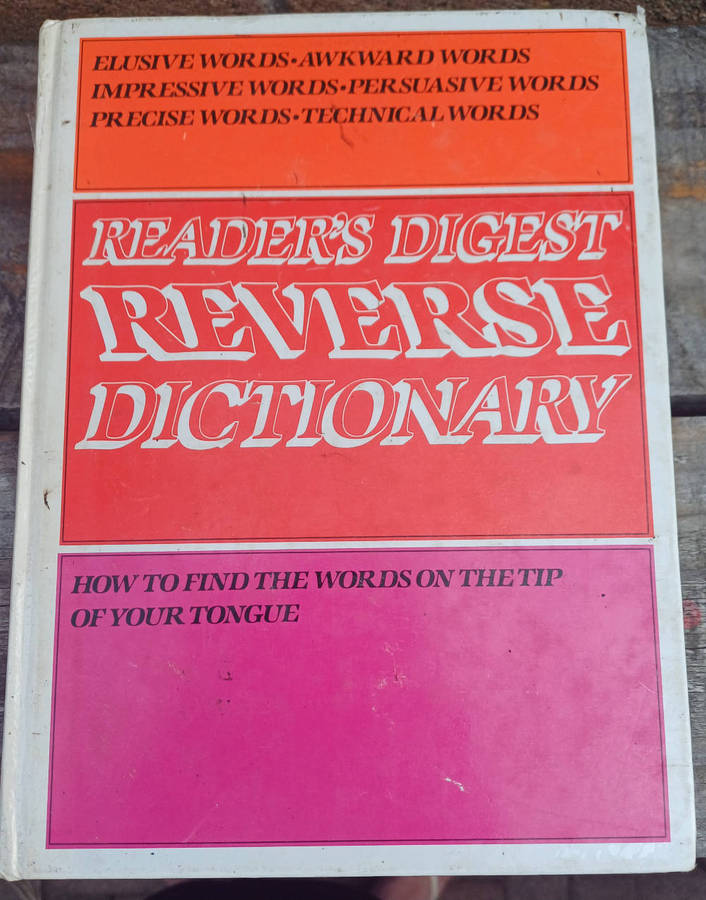 ELUSIVE WORDS•AWKWARD WORDS
IMPRESSIVE WORDS•PERSUASIVE WORDS
PRECISE WORDS•TECHNICAL WORDS
READER'S DIGEST
REVERSE
DICTIONARY
HOW TO FIND THE WORDS ON THE TIP
OF YOUR TONGUE